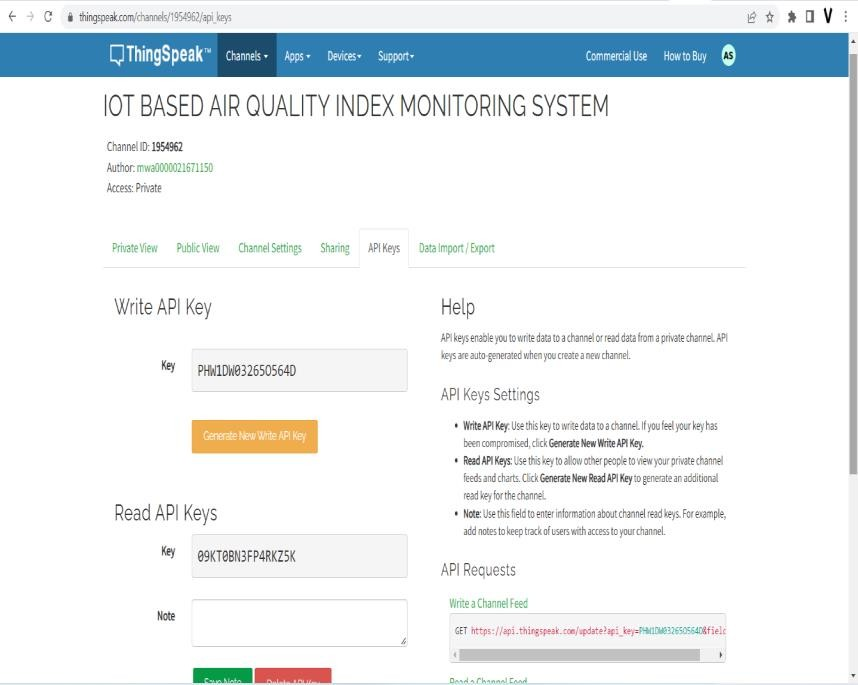 thingspeak.com/channels/1954962/api_keys
ThingSpeak™ Channels Apps Devices Support Commercial Use How to Buy AS
IOT BASED AIR QUALITY INDEX MONITORING SYSTEM
Channel ID: 1954962
Author: mwa0000021671150
Access: Private
Private View Public View Channel Settings Sharing API Keys Data Import / Export
Write API Key
Key PHW1DW03265O564D
Generate New Write API Key
Read API Keys
Key 09KT0BN3FP4RKZ5K
Note
Save Note Delete API Key
Help
API keys enable you to write data to a channel or read data from a private channel. API
keys are auto-generated when you create a new channel.
API Keys Settings
• Write API Key: Use this key to write data to a channel. If you feel your key has
been compromised, click Generate New Write API Key.
• Read API Keys: Use this key to allow other people to view your private channel
feeds and charts. Click Generate New Read API Key to generate an additional
read key for the channel.
• Note: Use this field to enter information about channel read keys. For example,
add notes to keep track of users with access to your channel.
API Requests
Write a Channel Feed
GET https://api.thingspeak.com/update?api_key=PHW1DW03265O564D&field
Read a Channel Feed